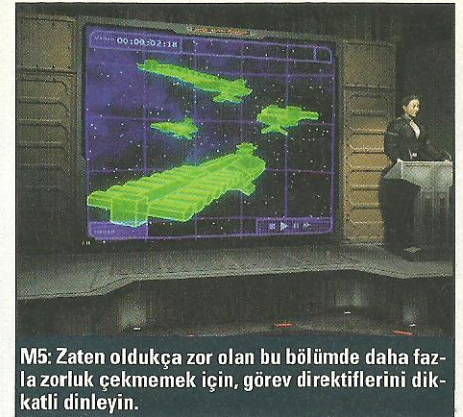 00:00:02:18
M5: Zaten oldukça zor olan bu bölümde daha faz-
la zorluk çekmemek için, görev direktiflerini dik-
katli dinleyin.